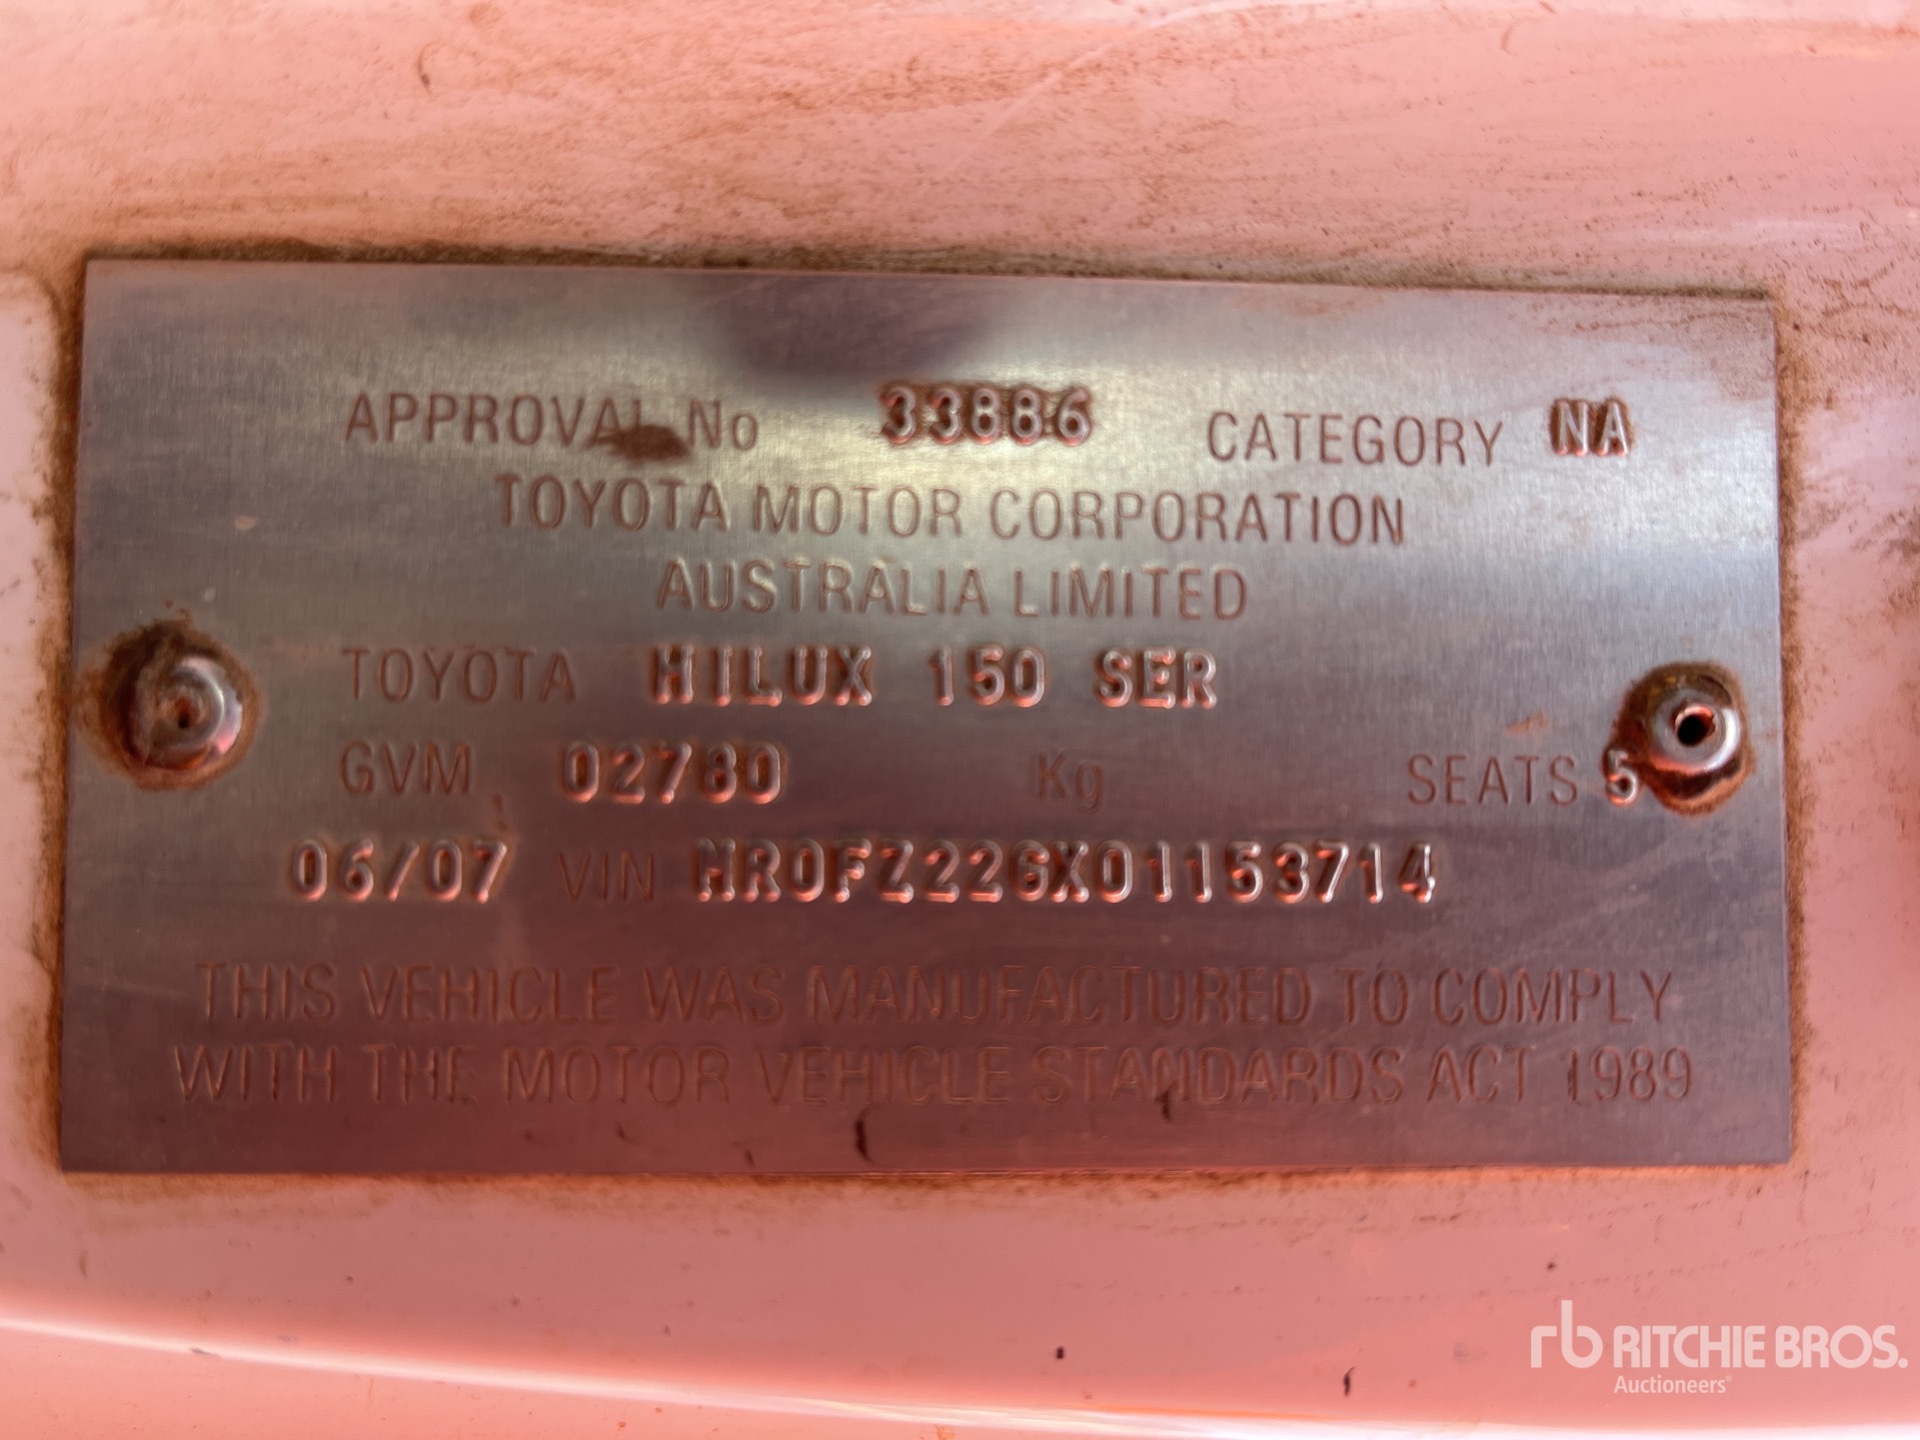 APPROVAL No 33886 CATEGORY NA
TOYOTA MOTOR CORPORATION
AUSTRALIA LIMITED
TOYOTA HILUX 150 SER
GVM 02780 Kg SEATS 5
06/07 VIN MR0FZ22GX01153714
THIS VEHICLE WAS MANUFACTURED TO COMPLY
WITH THE MOTOR VEHICLE STANDARDS ACT 1989
rb RITCHIE BROS.
Auctioneers